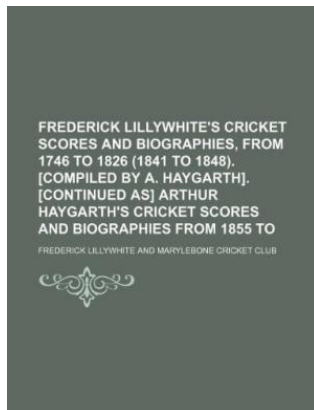 FREDERICK LILLYWHITE'S CRICKET
SCORES AND BIOGRAPHIES, FROM
1746 TO 1826 (1841 TO 1848).
[COMPILED BY A. HAYGARTH].
[CONTINUED AS] ARTHUR
HAYGARTH'S CRICKET SCORES
AND BIOGRAPHIES FROM 1855 TO
FREDERICK LILLYWHITE AND MARYLEBONE CRICKET CLUB